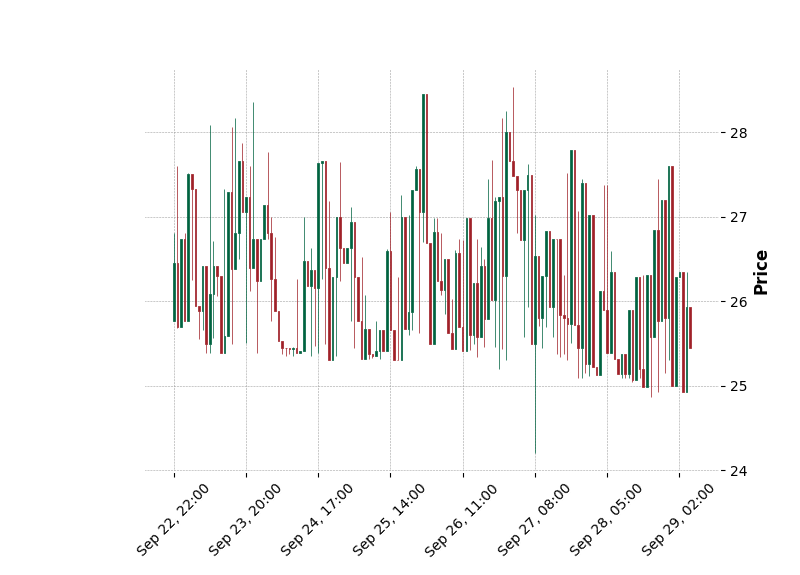 28
27
26
25
24
Price
Sep 22, 22:00
Sep 23, 20:00
Sep 24, 17:00
Sep 25, 14:00
Sep 26, 11:00
Sep 27, 08:00
Sep 28, 05:00
Sep 29, 02:00